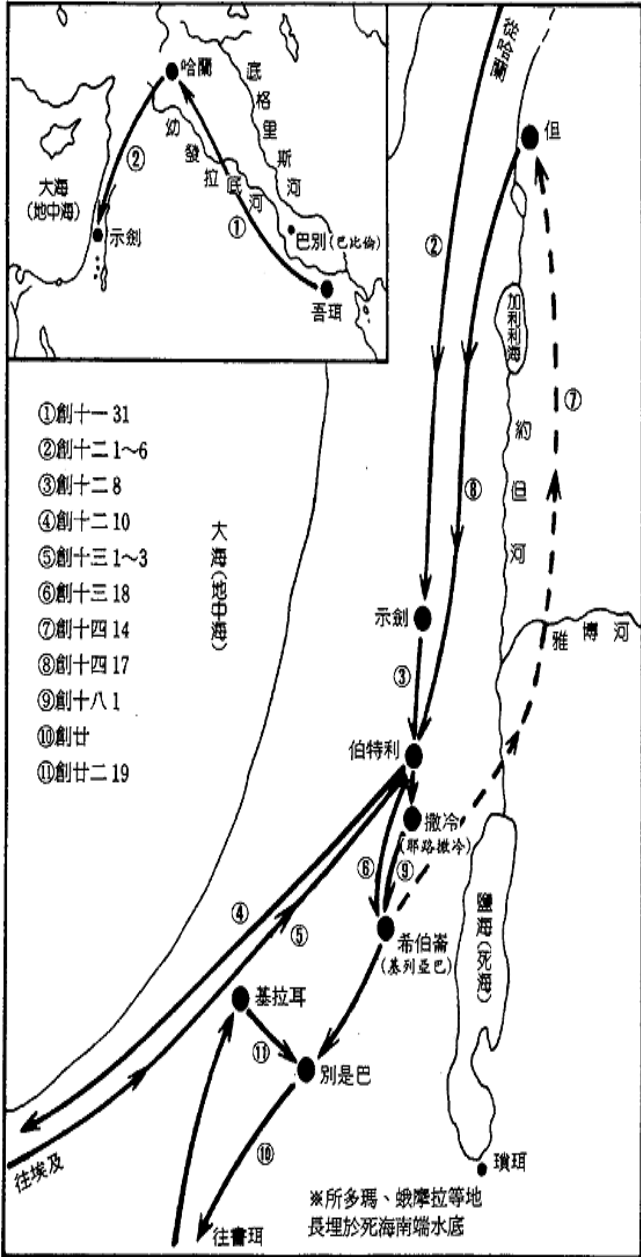 哈蘭
底格里斯河
幼發拉底河
②
大海
(地中海)
示劍
①
巴別(巴比倫)
吾珥
從哈蘭
但
②
加利利海
⑦
①創十一31
②創十二1～6
③創十二8
④創十二10
⑤創十三1～3
⑥創十三18
⑦創十四14
⑧創十四17
⑨創十八1
⑩創廿
⑪創廿二19
大海(地中海)
約但河
⑧
示劍
雅博河
③
伯特利
撒冷
(耶路撒冷)
⑥
⑨
④
⑤
希伯崙
(基列亞巴)
鹽海(死海)
基拉耳
⑪
別是巴
⑩
往埃及
往書珥
瑣珥
※所多瑪、蛾摩拉等地
長埋於死海南端水底